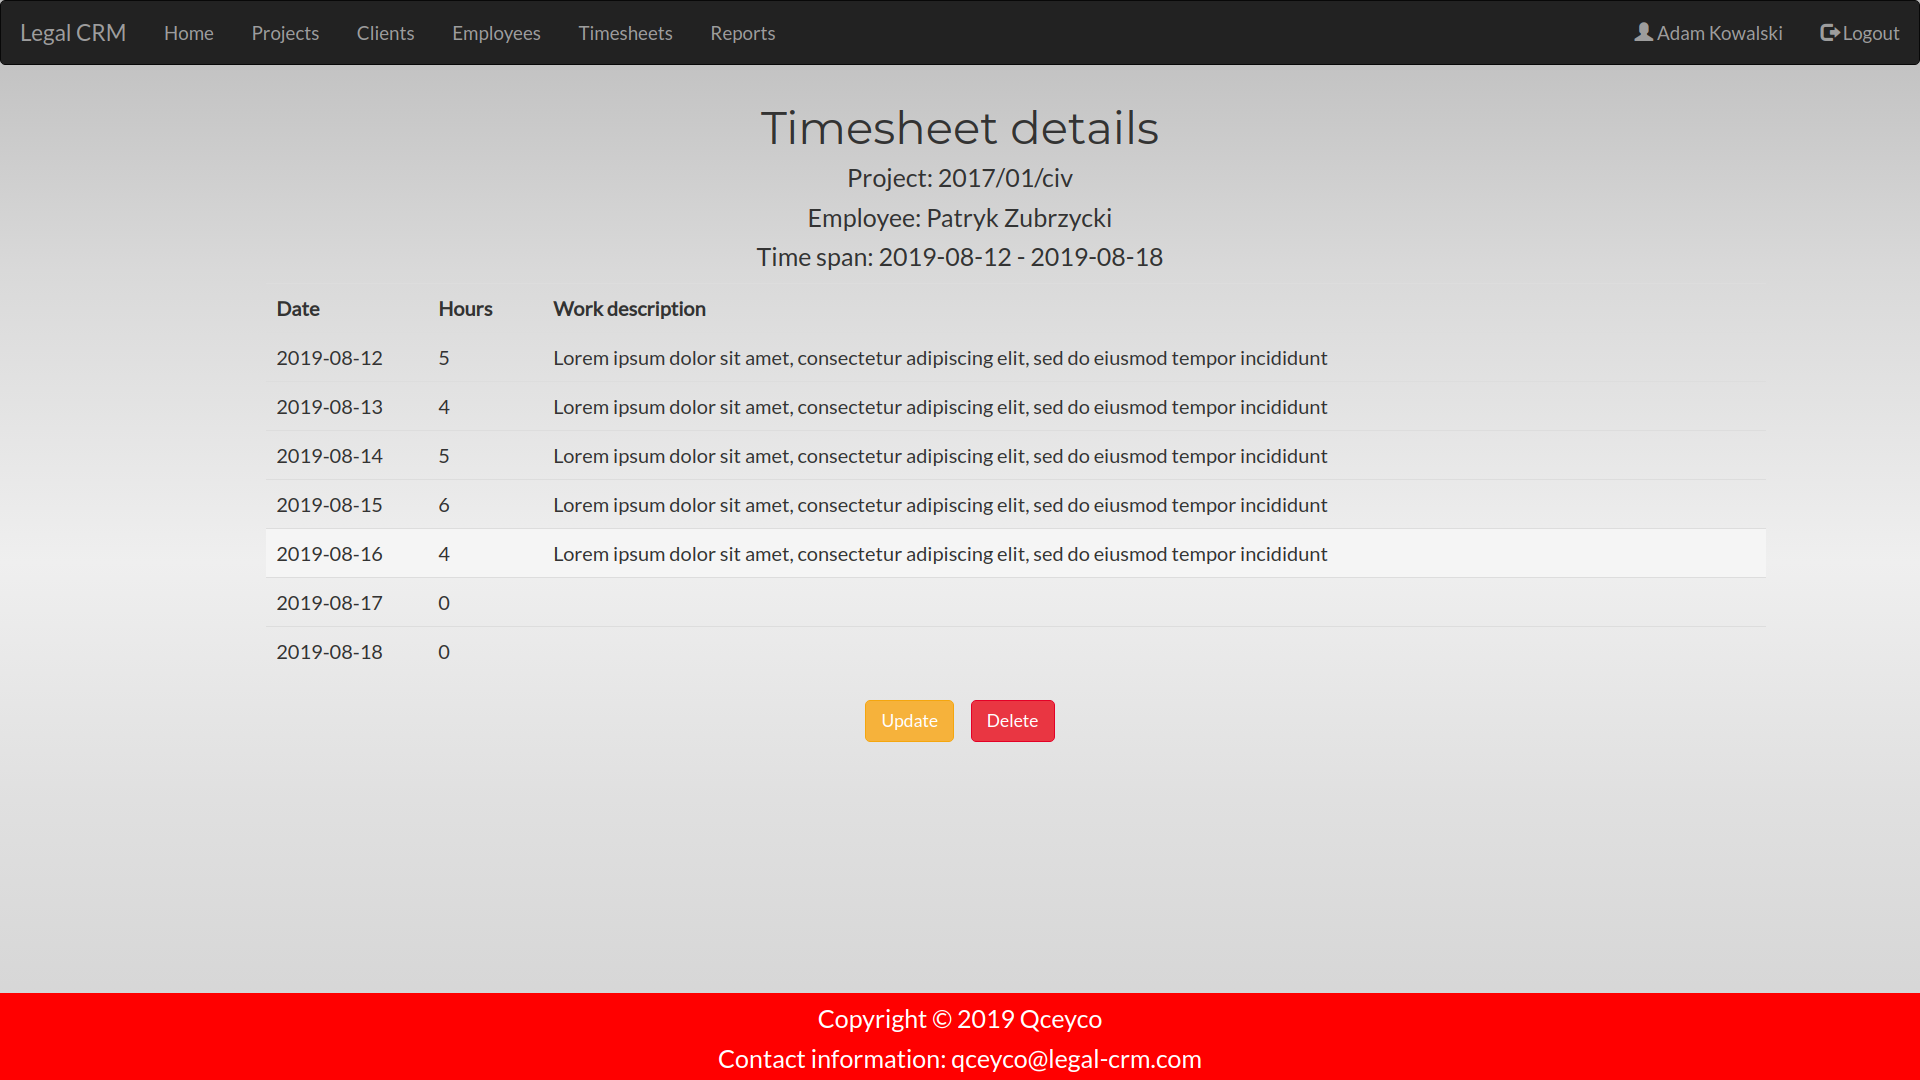 Legal CRM Home Projects Clients Employees Timesheets Reports Adam Kowalski Logout
Timesheet details
Project: 2017/01/civ
Employee: Patryk Zubrzycki
Time span: 2019-08-12 - 2019-08-18
Date Hours Work description
2019-08-12 5 Lorem ipsum dolor sit amet, consectetur adipiscing elit, sed do eiusmod tempor incididunt
2019-08-13 4 Lorem ipsum dolor sit amet, consectetur adipiscing elit, sed do eiusmod tempor incididunt
2019-08-14 5 Lorem ipsum dolor sit amet, consectetur adipiscing elit, sed do eiusmod tempor incididunt
2019-08-15 6 Lorem ipsum dolor sit amet, consectetur adipiscing elit, sed do eiusmod tempor incididunt
2019-08-16 4 Lorem ipsum dolor sit amet, consectetur adipiscing elit, sed do eiusmod tempor incididunt
2019-08-17 0
2019-08-18 0
Update Delete
Copyright © 2019 Qceyco
Contact information: qceyco@legal-crm.com